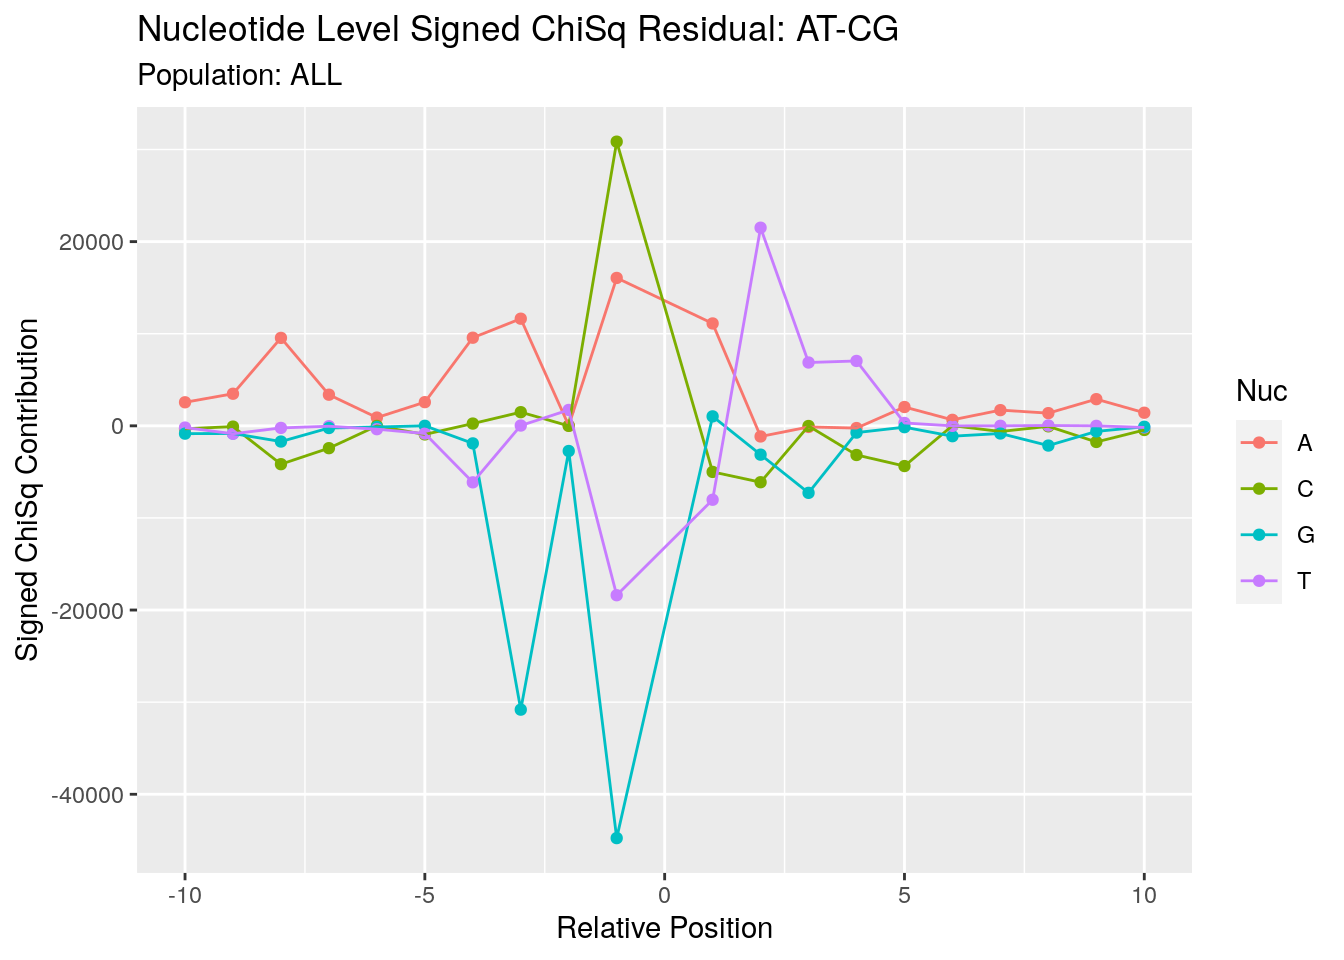 Nucleotide Level Signed ChiSq Residual: AT-CG
Population: ALL
Signed ChiSq Contribution
20000
0
-20000
-40000
-10
-5
0
5
10
Relative Position
Nuc
A
C
G
T